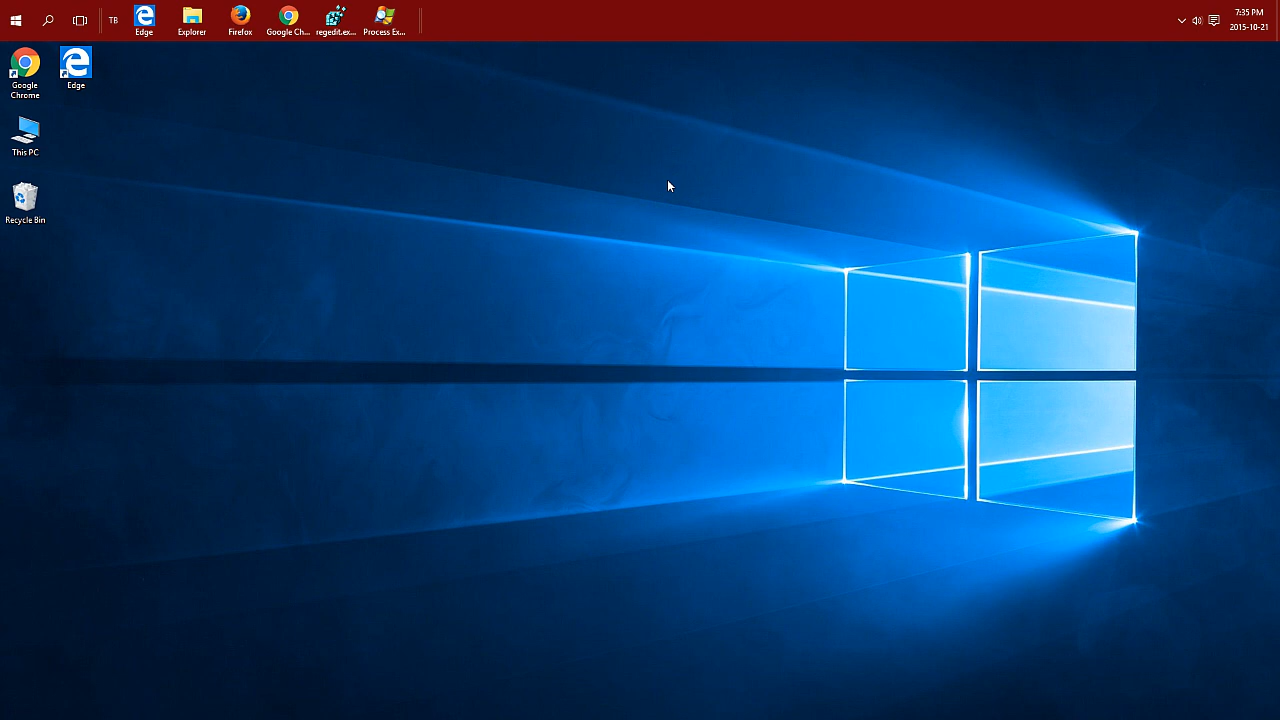 TB
Edge
Explorer
Firefox
Google Ch...
regedit.ex...
Process Ex...
7:35 PM
2015-10-21
Google
Chrome
Edge
This PC
Recycle Bin